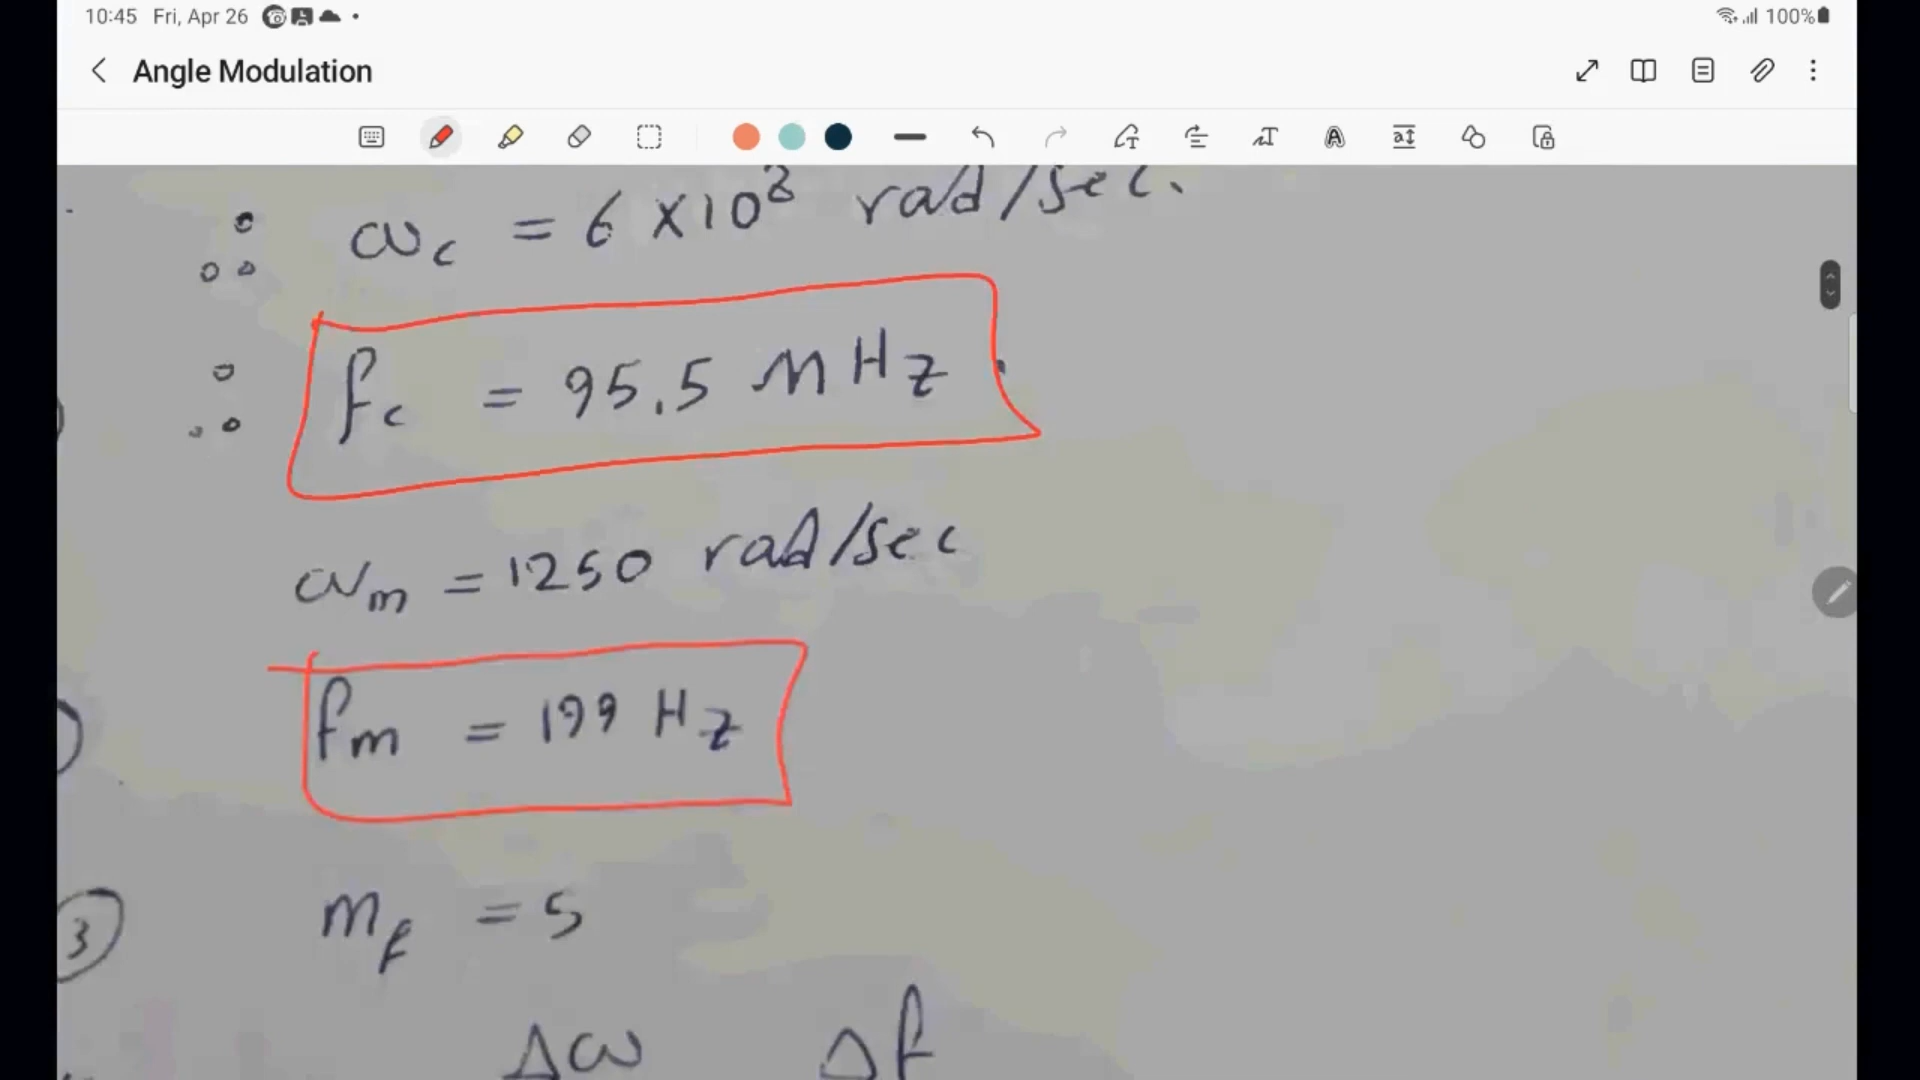 10:45 Fri, Apr 26
100%
Angle Modulation
ωc = 6 × 10⁸ rad/sec.
fc = 95.5 MHz.
ωm = 1250 rad/sec
fm = 199 Hz
3
mf = 5
Δω Δf